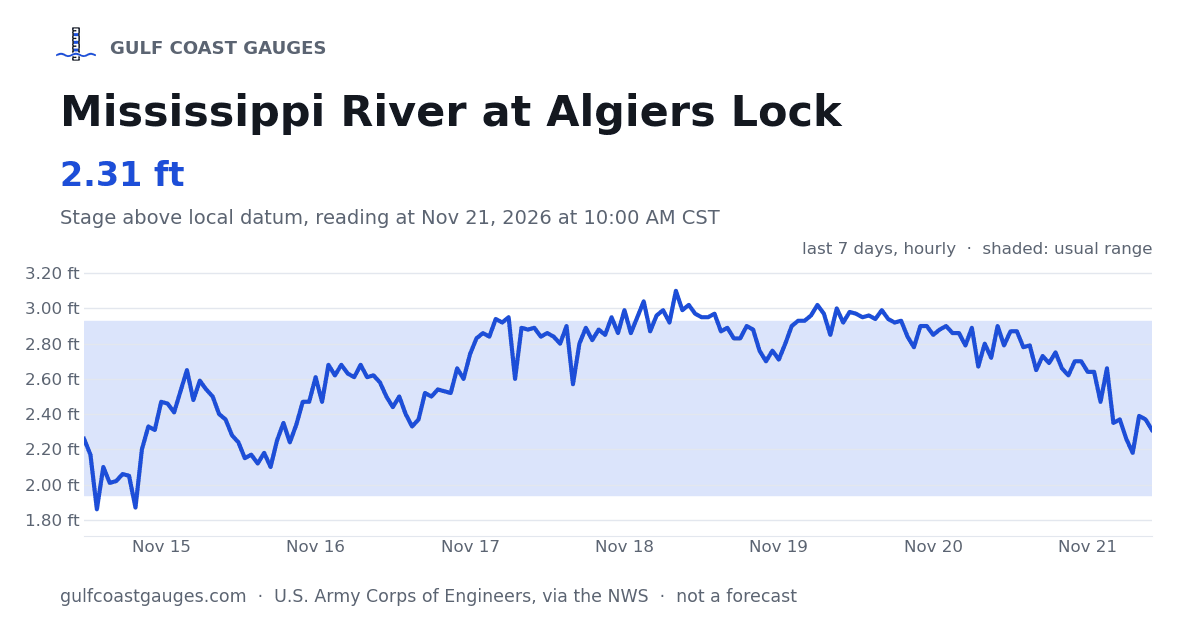 GULF COAST GAUGES
Mississippi River at Algiers Lock
2.31 ft
Stage above local datum, reading at Nov 21, 2026 at 10:00 AM CST
last 7 days, hourly · shaded: usual range
3.20 ft
3.00 ft
2.80 ft
2.60 ft
2.40 ft
2.20 ft
2.00 ft
1.80 ft
Nov 15 Nov 16 Nov 17 Nov 18 Nov 19 Nov 20 Nov 21
gulfcoastgauges.com · U.S. Army Corps of Engineers, via the NWS · not a forecast